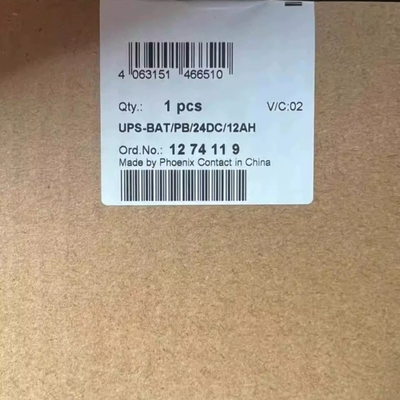 4 063151 466510
Qty.: 1 pcs V/C:02
UPS-BAT/PB/24DC/12AH
Ord.No.: 12 74 11 9
Made by Phoenix Contact in China